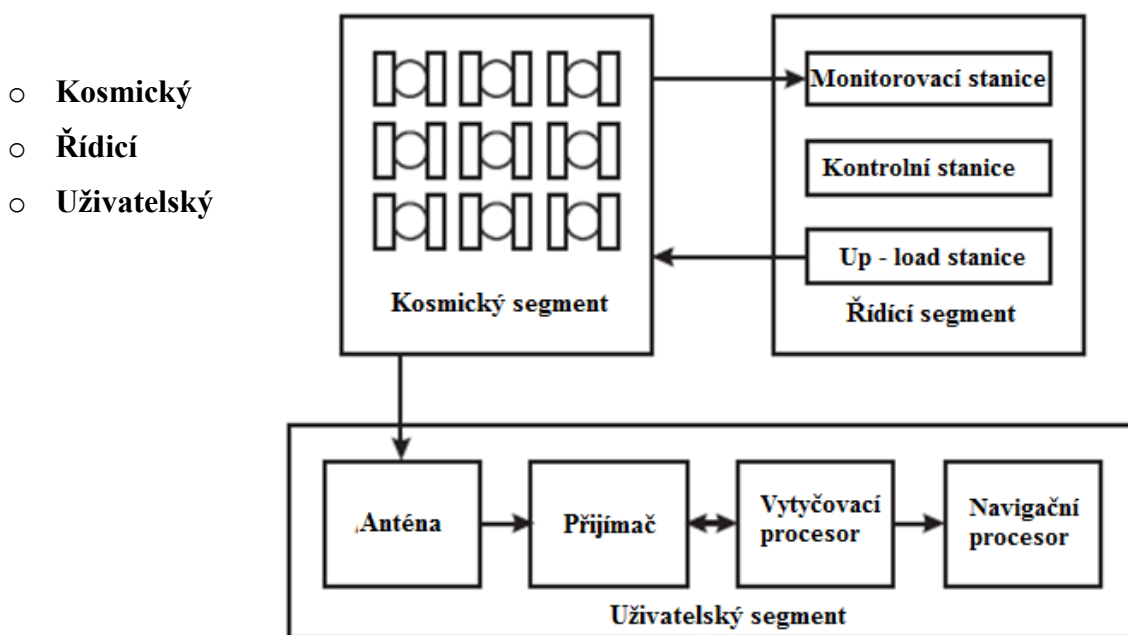 Kosmický
Řídicí
Uživatelský
Monitorovací stanice
Kontrolní stanice
Up - load stanice
Kosmický segment
Řídící segment
Anténa
Přijímač
Vytyčovací
procesor
Navigační
procesor
Uživatelský segment